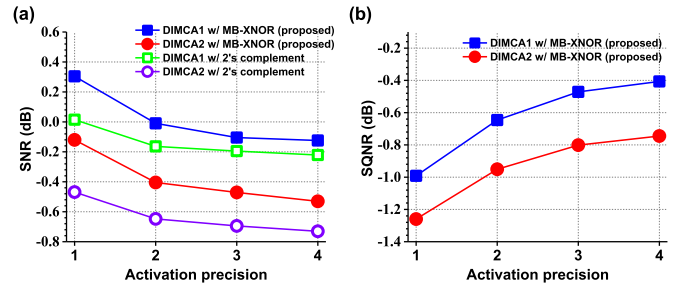 (a)
DIMCA1 w/ MB-XNOR (proposed)
DIMCA2 w/ MB-XNOR (proposed)
DIMCA1 w/ 2's complement
DIMCA2 w/ 2's complement
SNR (dB)
0.6
0.4
0.2
0.0
-0.2
-0.4
-0.6
-0.8
1
2
3
4
Activation precision
(b)
DIMCA1 w/ MB-XNOR (proposed)
DIMCA2 w/ MB-XNOR (proposed)
SQNR (dB)
-0.2
-0.4
-0.6
-0.8
-1.0
-1.2
-1.4
1
2
3
4
Activation precision